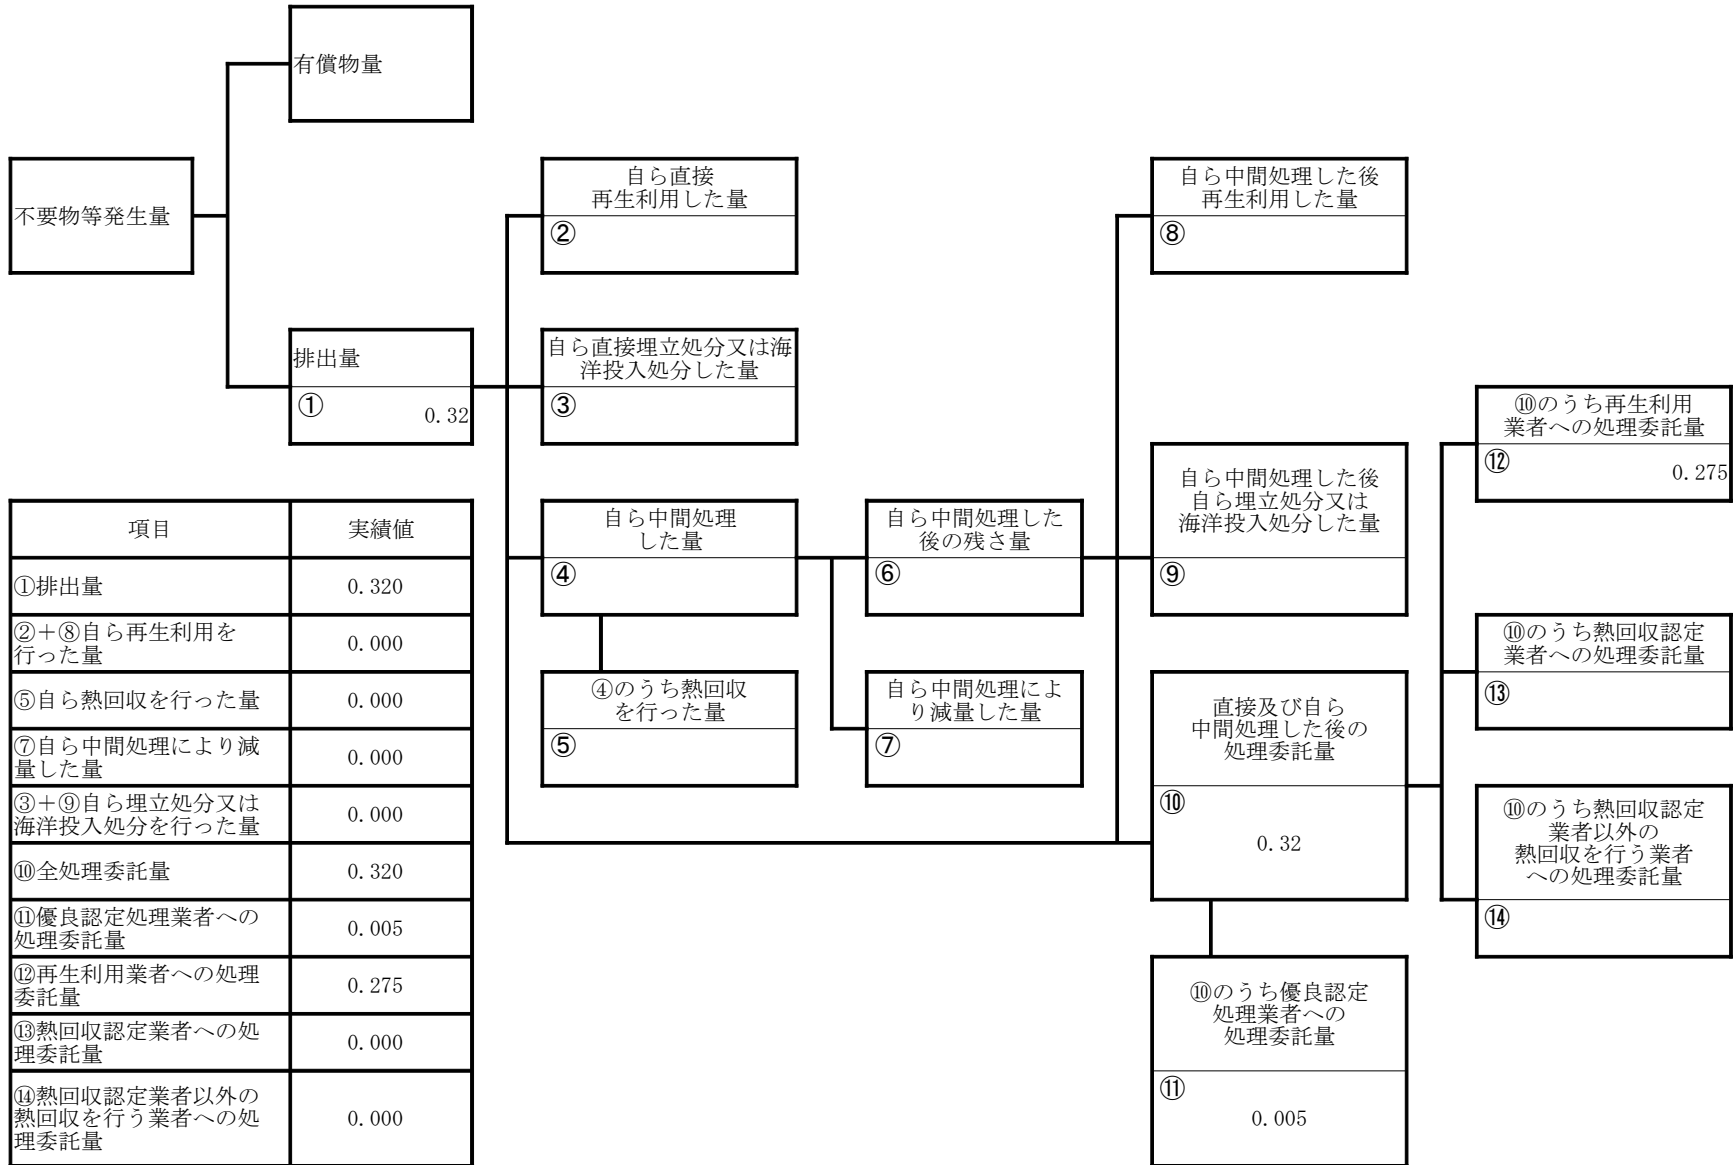 有償物量
不要物等発生量
自ら直接
再生利用した量
②
自ら中間処理した後
再生利用した量
⑧
排出量
①
0.32
自ら直接埋立処分又は海
洋投入処分した量
③
⑩のうち再生利用
業者への処理委託量
⑫
0.275
自ら中間処理
した量
④
自ら中間処理した
後の残さ量
⑥
自ら中間処理した後
自ら埋立処分又は
海洋投入処分した量
⑨
⑩のうち熱回収認定
業者への処理委託量
⑬
④のうち熱回収
を行った量
⑤
自ら中間処理によ
り減量した量
⑦
直接及び自ら
中間処理した後の
処理委託量
⑩
0.32
⑩のうち熱回収認定
業者以外の
熱回収を行う業者
への処理委託量
⑭
⑩のうち優良認定
処理業者への
処理委託量
⑪
0.005
項目 実績値
①排出量 0.320
②+⑧自ら再生利用を
行った量 0.000
⑤自ら熱回収を行った量 0.000
⑦自ら中間処理により減
量した量 0.000
③+⑨自ら埋立処分又は
海洋投入処分を行った量 0.000
⑩全処理委託量 0.320
⑪優良認定処理業者への
処理委託量 0.005
⑫再生利用業者への処理
委託量 0.275
⑬熱回収認定業者への処
理委託量 0.000
⑭熱回収認定業者以外の
熱回収を行う業者への処
理委託量 0.000